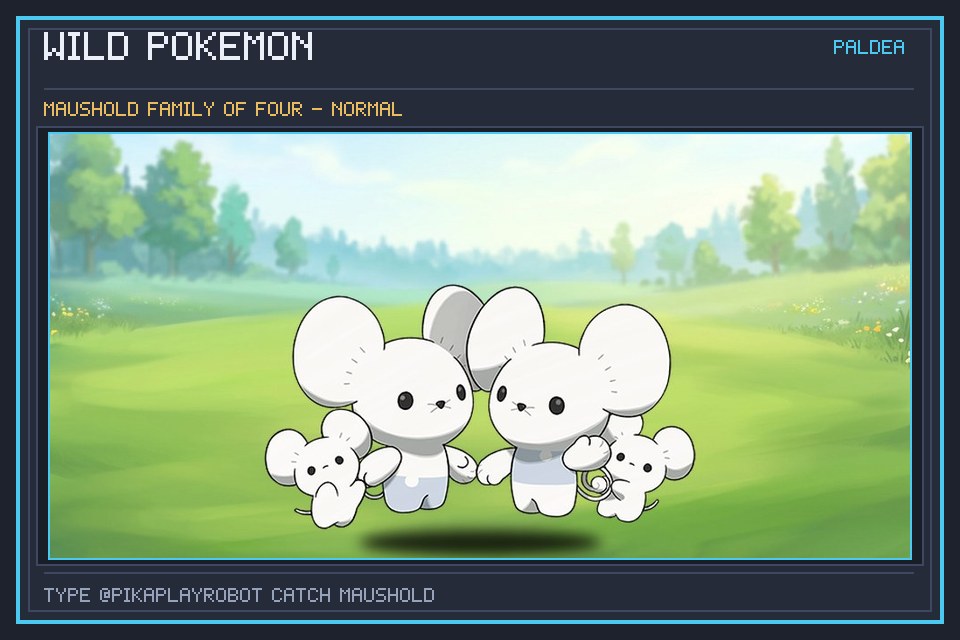 WILD POKEMON
PALDEA
MAUSHOLD FAMILY OF FOUR - NORMAL
TYPE @PIKAPLAYROBOT CATCH MAUSHOLD